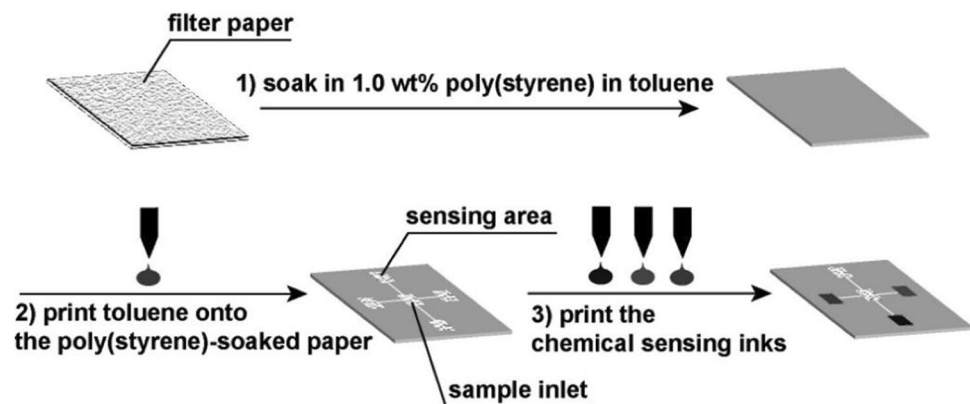 filter paper
1) soak in 1.0 wt% poly(styrene) in toluene
sensing area
2) print toluene onto
the poly(styrene)-soaked paper
3) print the
chemical sensing inks
sample inlet